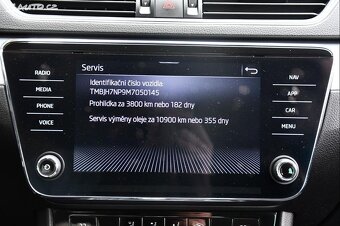 Sauto.cz
RADIO
MEDIA
PHONE
VOICE
Servis
Identifikační číslo vozidla:
TMBJH7NP9M7050145
Prohlídka za 3800 km nebo 182 dny
Servis výměny oleje za 10900 km nebo 355 dny
NAV
APP
CAR
MENU